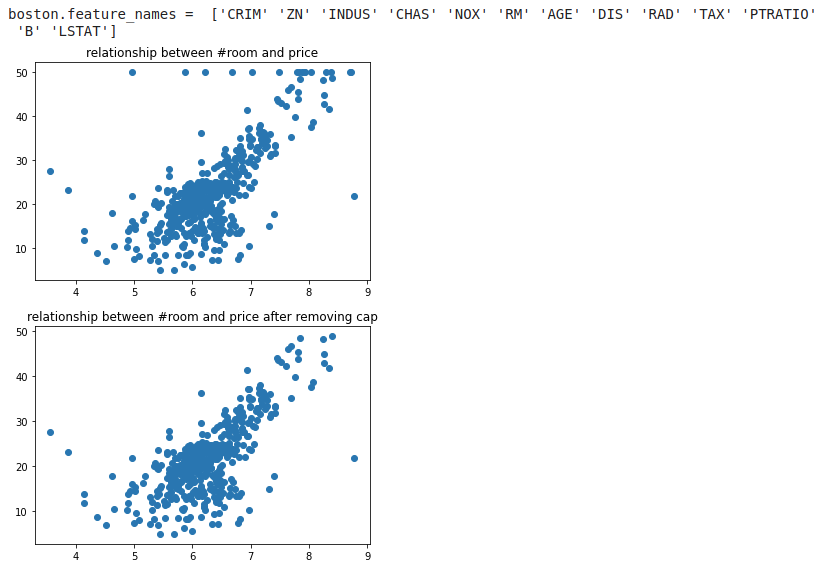 boston.feature_names =  ['CRIM' 'ZN' 'INDUS' 'CHAS' 'NOX' 'RM' 'AGE' 'DIS' 'RAD' 'TAX' 'PTRATIO'
'B' 'LSTAT']
relationship between #room and price
50
40
30
20
10
4 5 6 7 8 9
relationship between #room and price after removing cap
50
40
30
20
10
4 5 6 7 8 9